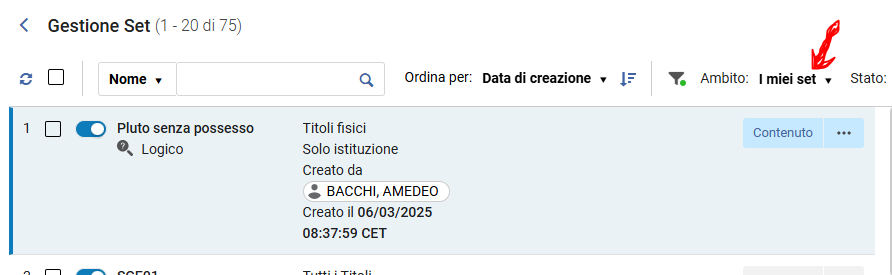 Gestione Set (1 - 20 di 75)
Nome Ordina per: Data di creazione Ambito: I miei set Stato:
1 Pluto senza possesso Titoli fisici Contenuto
Logico Solo istituzione
Creato da
BACCHI, AMEDEO
Creato il 06/03/2025
08:37:59 CET